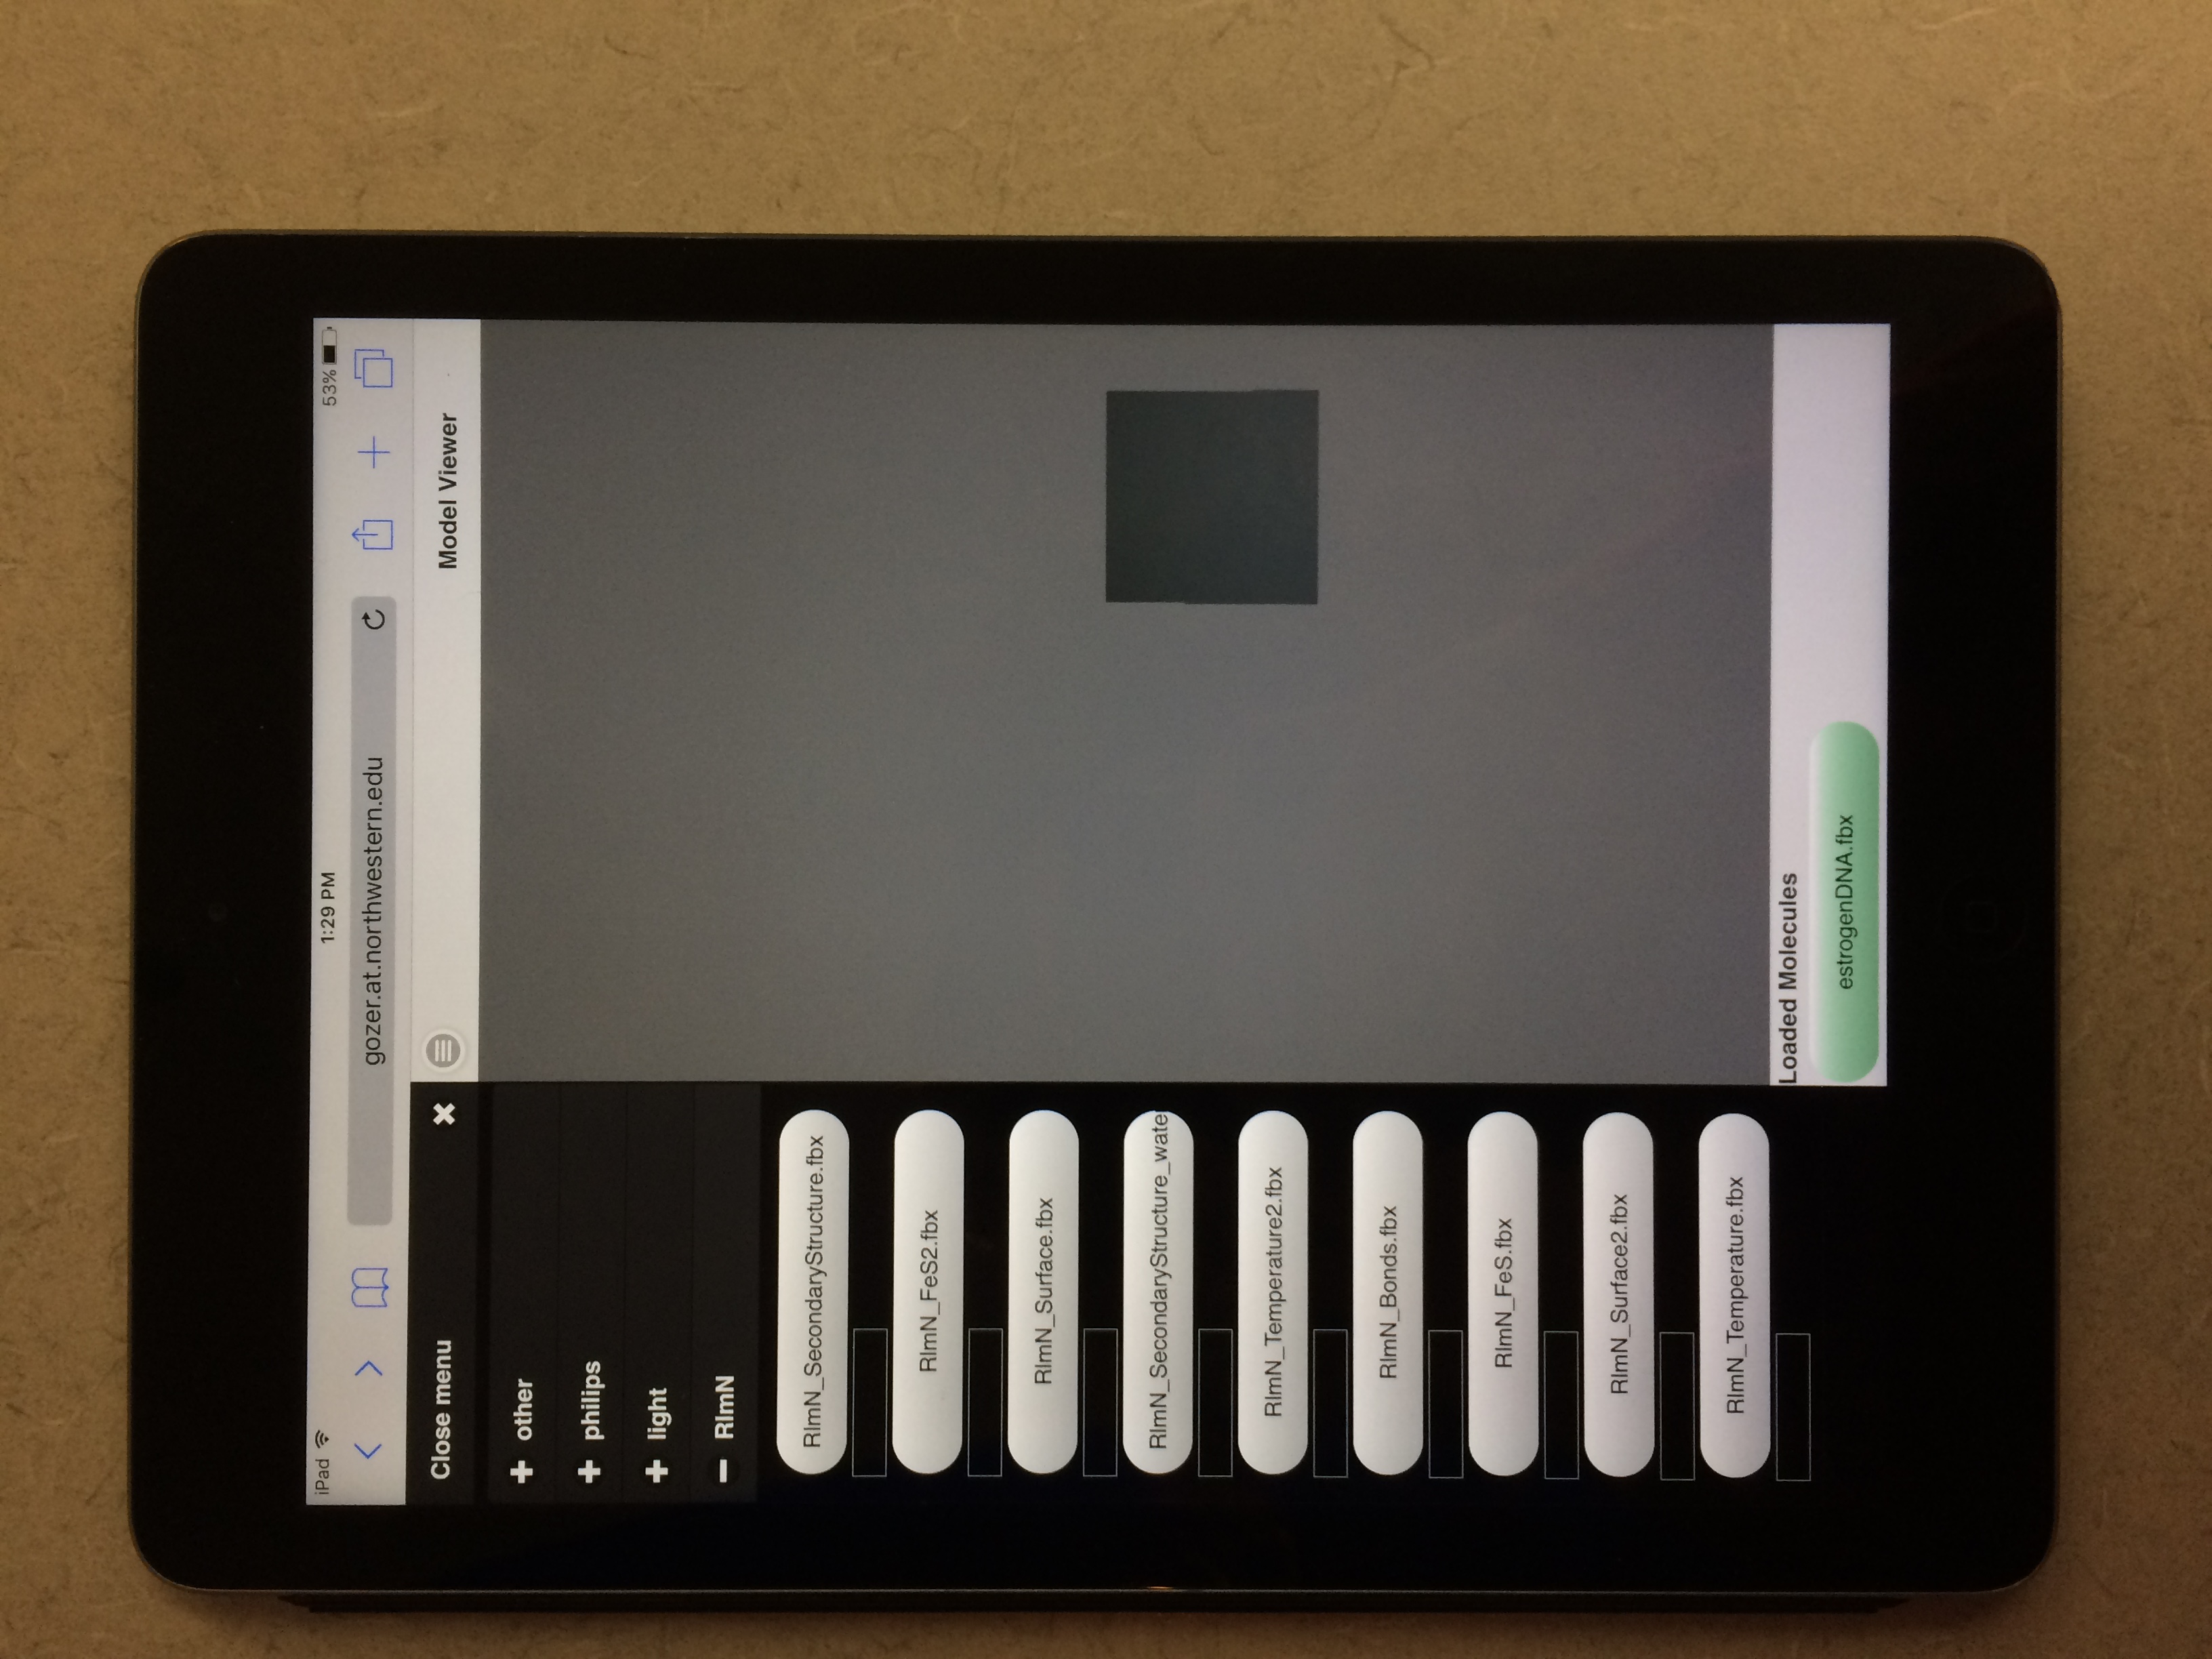 iPad 1:29 PM 53%
gozer.at.northwestern.edu
Close menu
Model Viewer
other
philips
light
RlmN
RlmN_SecondaryStructure.fbx
RlmN_FeS2.fbx
RlmN_Surface.fbx
RlmN_SecondaryStructure_wate
RlmN_Temperature2.fbx
RlmN_Bonds.fbx
RlmN_FeS.fbx
RlmN_Surface2.fbx
RlmN_Temperature.fbx
Loaded Molecules
estrogenDNA.fbx